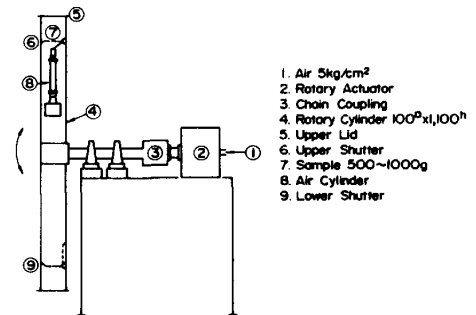 5
6
7
8
4
3
2
1
9
1. Air 5kg/cm²
2. Rotary Actuator
3. Chain Coupling
4. Rotary Cylinder 100ᴰx1,100ʰ
5. Upper Lid
6. Upper Shutter
7. Sample 500~1000g
8. Air Cylinder
9. Lower Shutter